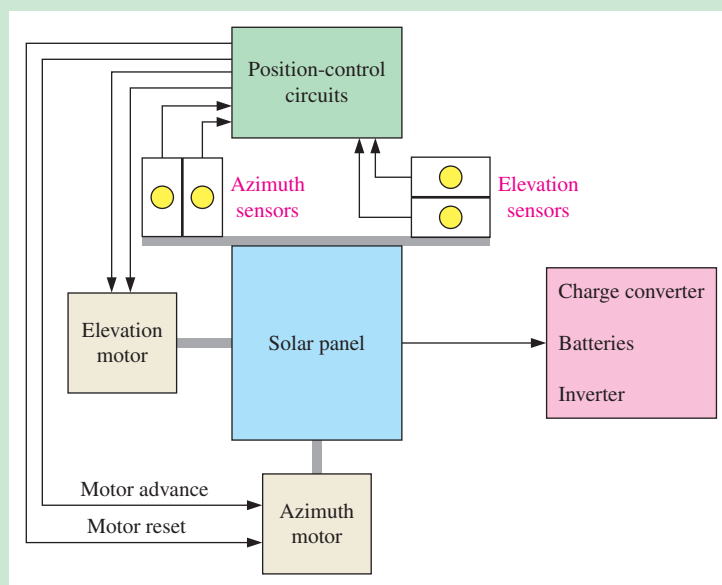 Position-control
circuits
Azimuth
sensors
Elevation
sensors
Charge converter
Elevation
motor
Solar panel
Batteries
Inverter
Motor advance
Motor reset
Azimuth
motor